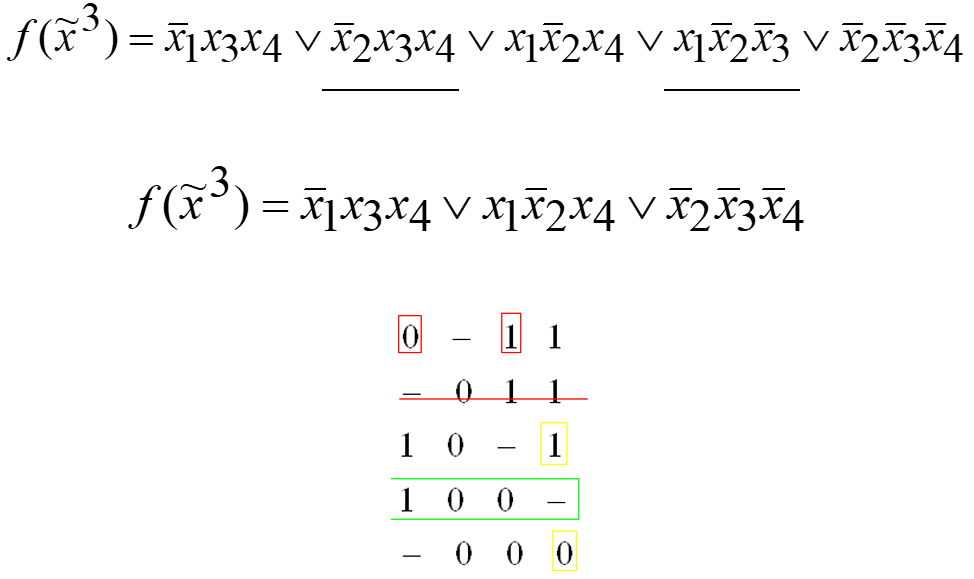 f(x̃³) = x̄₁x₃x₄ ∨ x̄₂x₃x₄ ∨ x₁x̄₂x₄ ∨ x₁x̄₂x̄₃ ∨ x̄₂x̄₃x̄₄
f(x̃³) = x̄₁x₃x₄ ∨ x₁x̄₂x₄ ∨ x̄₂x̄₃x̄₄
0 – 1 1
– 0 1 1
1 0 – 1
1 0 0 –
– 0 0 0